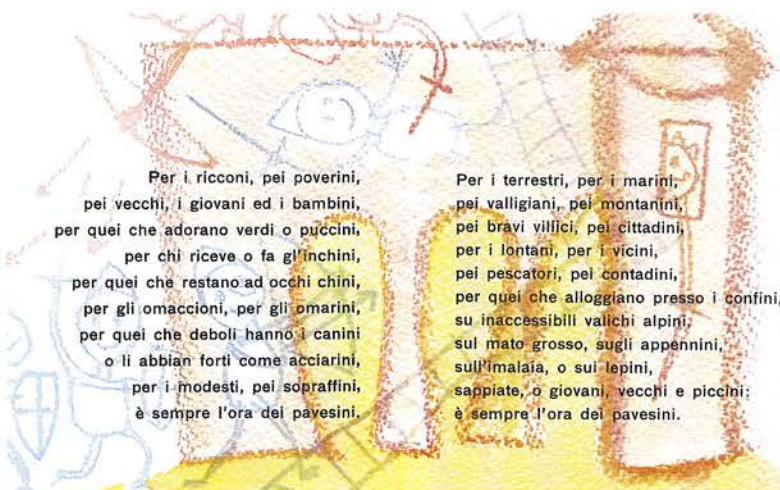 Per i ricconi, pei poverini,
pei vecchi, i giovani ed i bambini,
per quei che adorano verdi o puccini,
per chi riceve o fa gl'inchini,
per quei che restano ad occhi chini,
per gli omaccioni, per gli omarini,
per quei che deboli hanno i canini
o li abbian forti come acciarini,
per i modesti, pei sopraffini,
è sempre l'ora dei pavesini.
Per i terrestri, per i marini,
pei valligiani, pei montanini,
pei bravi villici, pei cittadini,
per i lontani, per i vicini,
pei pescatori, pei contadini,
per quei che alloggiano presso i confini,
su inaccessibili valichi alpini,
sul mato grosso, sugli appennini,
sull'imalaia, o sui lepini,
sappiate, o giovani, vecchi e piccini:
è sempre l'ora dei pavesini.